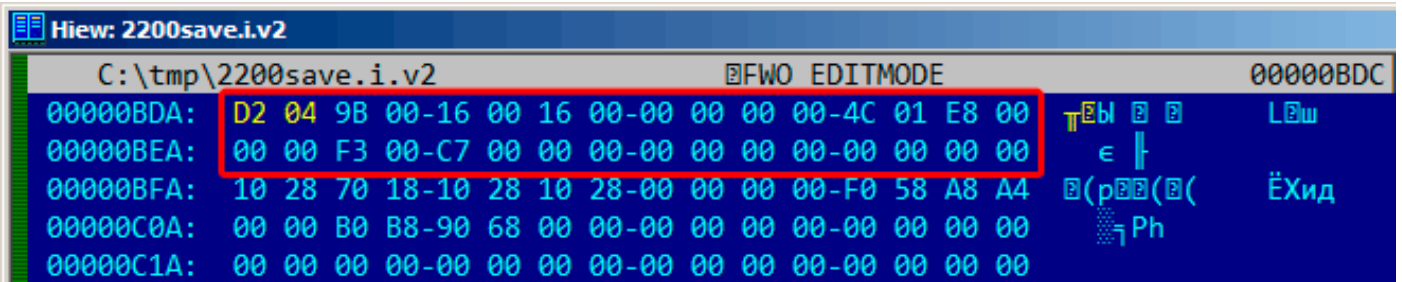 Hiew: 2200save.i.v2
C:\tmp\2200save.i.v2 FWO EDITMODE 00000BDC
00000BDA: D2 04 9B 00-16 00 16 00-00 00 00 00-4C 01 E8 00 ╥ Ы L ш
00000BEA: 00 00 F3 00-C7 00 00 00-00 00 00 00-00 00 00 00 є ╟
00000BFA: 10 28 70 18-10 28 10 28-00 00 00 00-F0 58 A8 A4 (p ( ( ЁXид
00000C0A: 00 00 B0 B8-90 68 00 00-00 00 00 00-00 00 00 00 ░╕Рh
00000C1A: 00 00 00 00-00 00 00 00-00 00 00 00-00 00 00 00